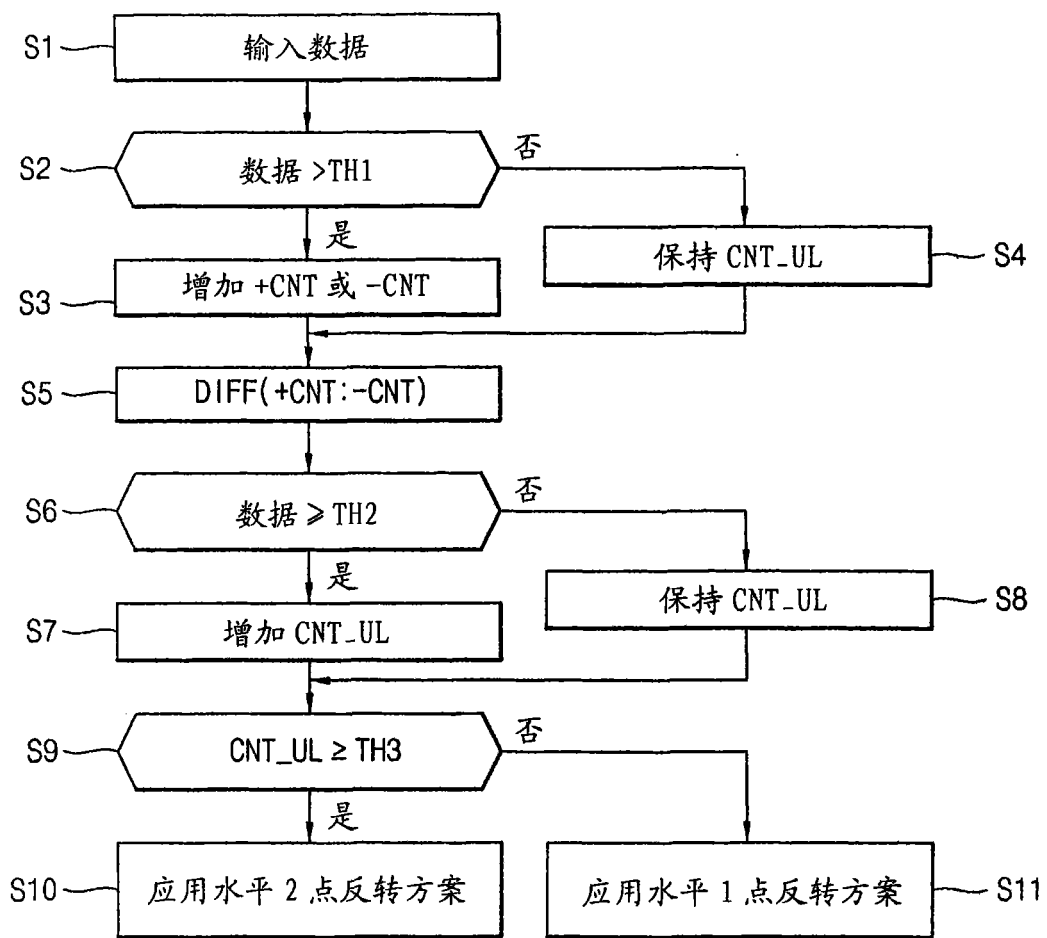 S1
输入数据
S2
数据 >TH1
否
是
S3
增加 +CNT 或 -CNT
保持 CNT_UL
S4
S5
DIFF(+CNT:-CNT)
S6
数据 ≥ TH2
否
是
S7
增加 CNT_UL
保持 CNT_UL
S8
S9
CNT_UL ≥ TH3
否
是
S10
应用水平 2 点反转方案
应用水平 1 点反转方案
S11